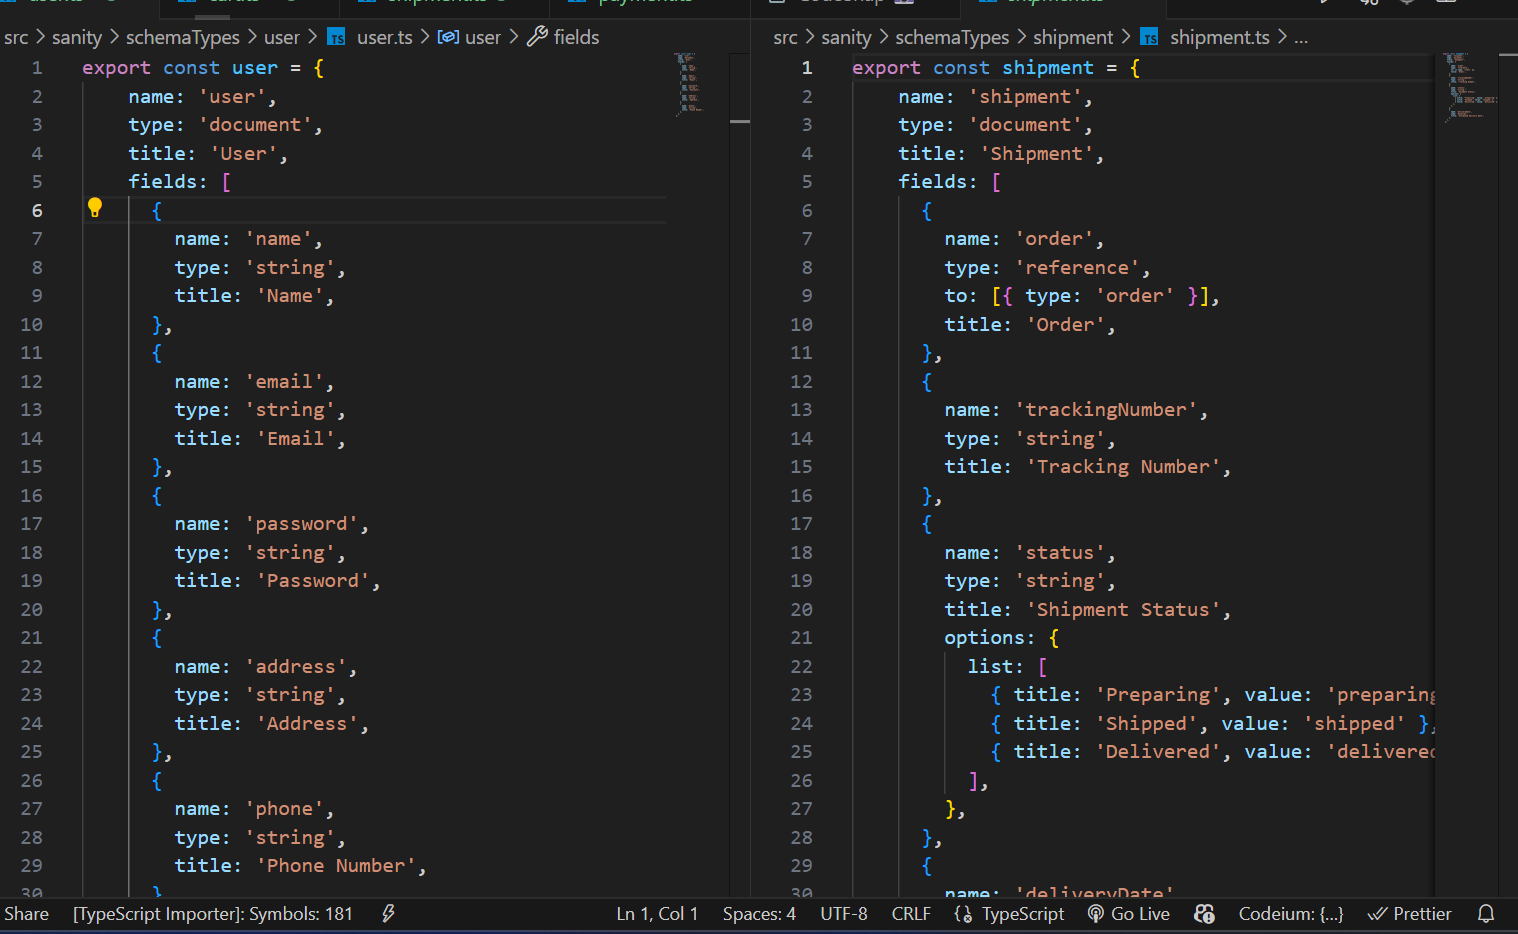 src > sanity > schemaTypes > user > TS user.ts > user > fields
1 export const user = {
2 name: 'user',
3 type: 'document',
4 title: 'User',
5 fields: [
6 {
7 name: 'name',
8 type: 'string',
9 title: 'Name',
10 },
11 {
12 name: 'email',
13 type: 'string',
14 title: 'Email',
15 },
16 {
17 name: 'password',
18 type: 'string',
19 title: 'Password',
20 },
21 {
22 name: 'address',
23 type: 'string',
24 title: 'Address',
25 },
26 {
27 name: 'phone',
28 type: 'string',
29 title: 'Phone Number',
30 }
src > sanity > schemaTypes > shipment > TS shipment.ts > ...
1 export const shipment = {
2 name: 'shipment',
3 type: 'document',
4 title: 'Shipment',
5 fields: [
6 {
7 name: 'order',
8 type: 'reference',
9 to: [{ type: 'order' }],
10 title: 'Order',
11 },
12 {
13 name: 'trackingNumber',
14 type: 'string',
15 title: 'Tracking Number',
16 },
17 {
18 name: 'status',
19 type: 'string',
20 title: 'Shipment Status',
21 options: {
22 list: [
23 { title: 'Preparing', value: 'preparing
24 { title: 'Shipped', value: 'shipped' },
25 { title: 'Delivered', value: 'delivered
26 ],
27 },
28 },
29 {
30 name: 'deliveryDate'
Share [TypeScript Importer]: Symbols: 181 Ln 1, Col 1 Spaces: 4 UTF-8 CRLF {} TypeScript Go Live Codeium: {...} Prettier